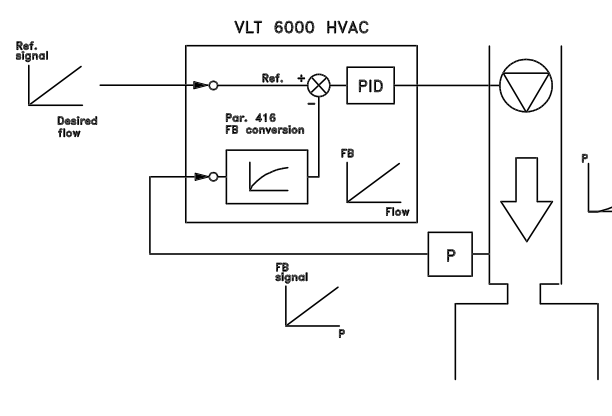 VLT 6000 HVAC
Ref.
signal
Desired
flow
Ref.
+
−
PID
Par. 416
FB conversion
FB
Flow
P
P
FB
signal
P